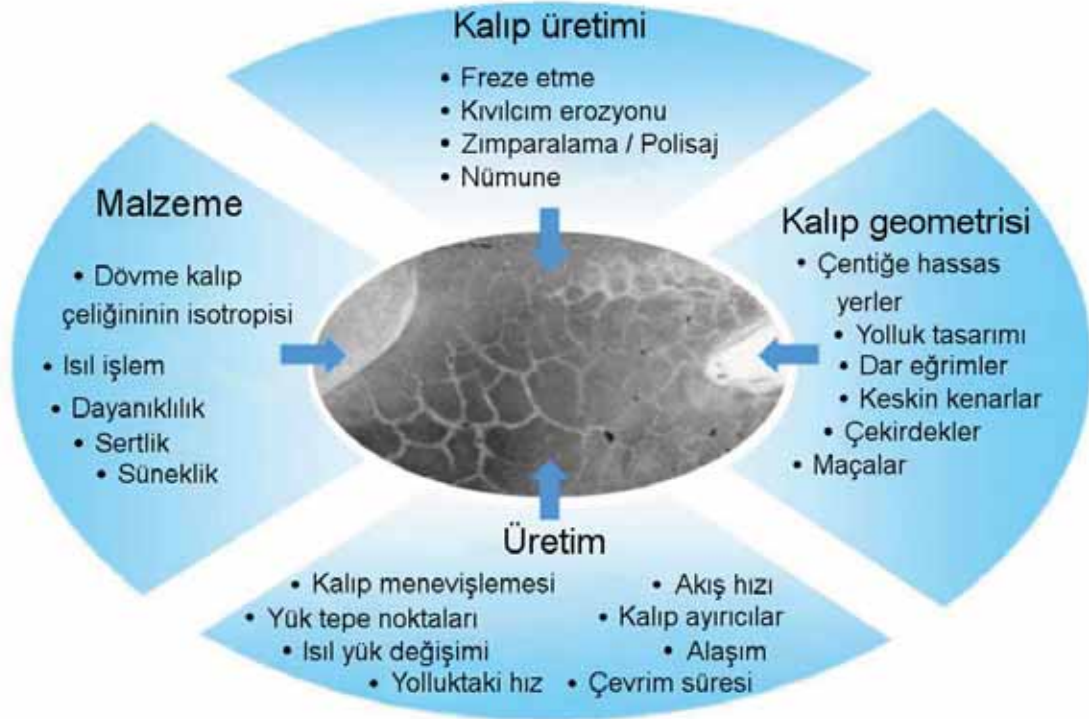 Kalıp üretimi
• Freze etme
• Kıvılcım erozyonu
• Zımparalama / Polisaj
• Nümune
Malzeme
• Dövme kalıp
çeliğininin isotropisi
• Isıl işlem
• Dayanıklılık
• Sertlik
• Süneklik
Kalıp geometrisi
• Çentiğe hassas
yerler
• Yolluk tasarımı
• Dar eğrimler
• Keskin kenarlar
• Çekirdekler
• Maçalar
Üretim
• Kalıp menevişlemesi
• Yük tepe noktaları
• Isıl yük değişimi
• Yolluktaki hız
• Akış hızı
• Kalıp ayırıcılar
• Alaşım
• Çevrim süresi